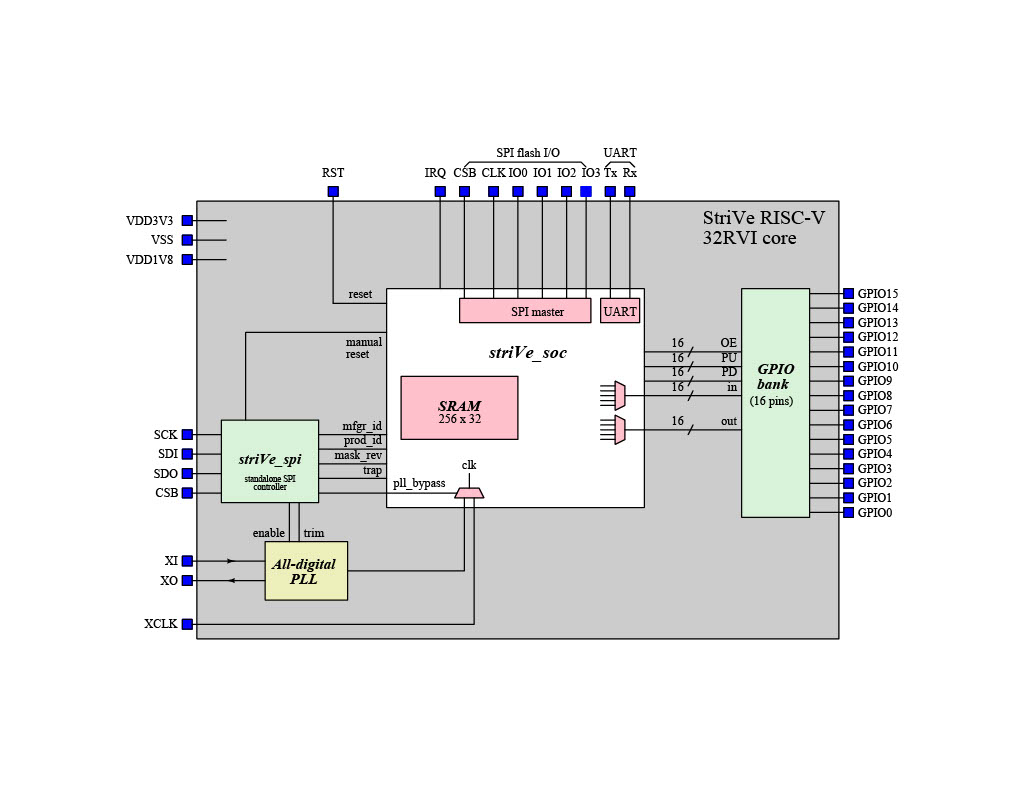 SPI flash I/O
UART
RST
IRQ
CSB
CLK
IO0
IO1
IO2
IO3
Tx
Rx
StriVe RISC-V
32RVI core
VDD3V3
VSS
VDD1V8
reset
manual
reset
SPI master
UART
striVe_soc
SRAM
256 x 32
16
OE
16
PU
16
PD
16
in
16
out
GPIO
bank
(16 pins)
GPIO15
GPIO14
GPIO13
GPIO12
GPIO11
GPIO10
GPIO9
GPIO8
GPIO7
GPIO6
GPIO5
GPIO4
GPIO3
GPIO2
GPIO1
GPIO0
SCK
SDI
SDO
CSB
striVe_spi
standalone SPI
controller
mfgr_id
prod_id
mask_rev
trap
pll_bypass
clk
enable
trim
XI
XO
All-digital
PLL
XCLK